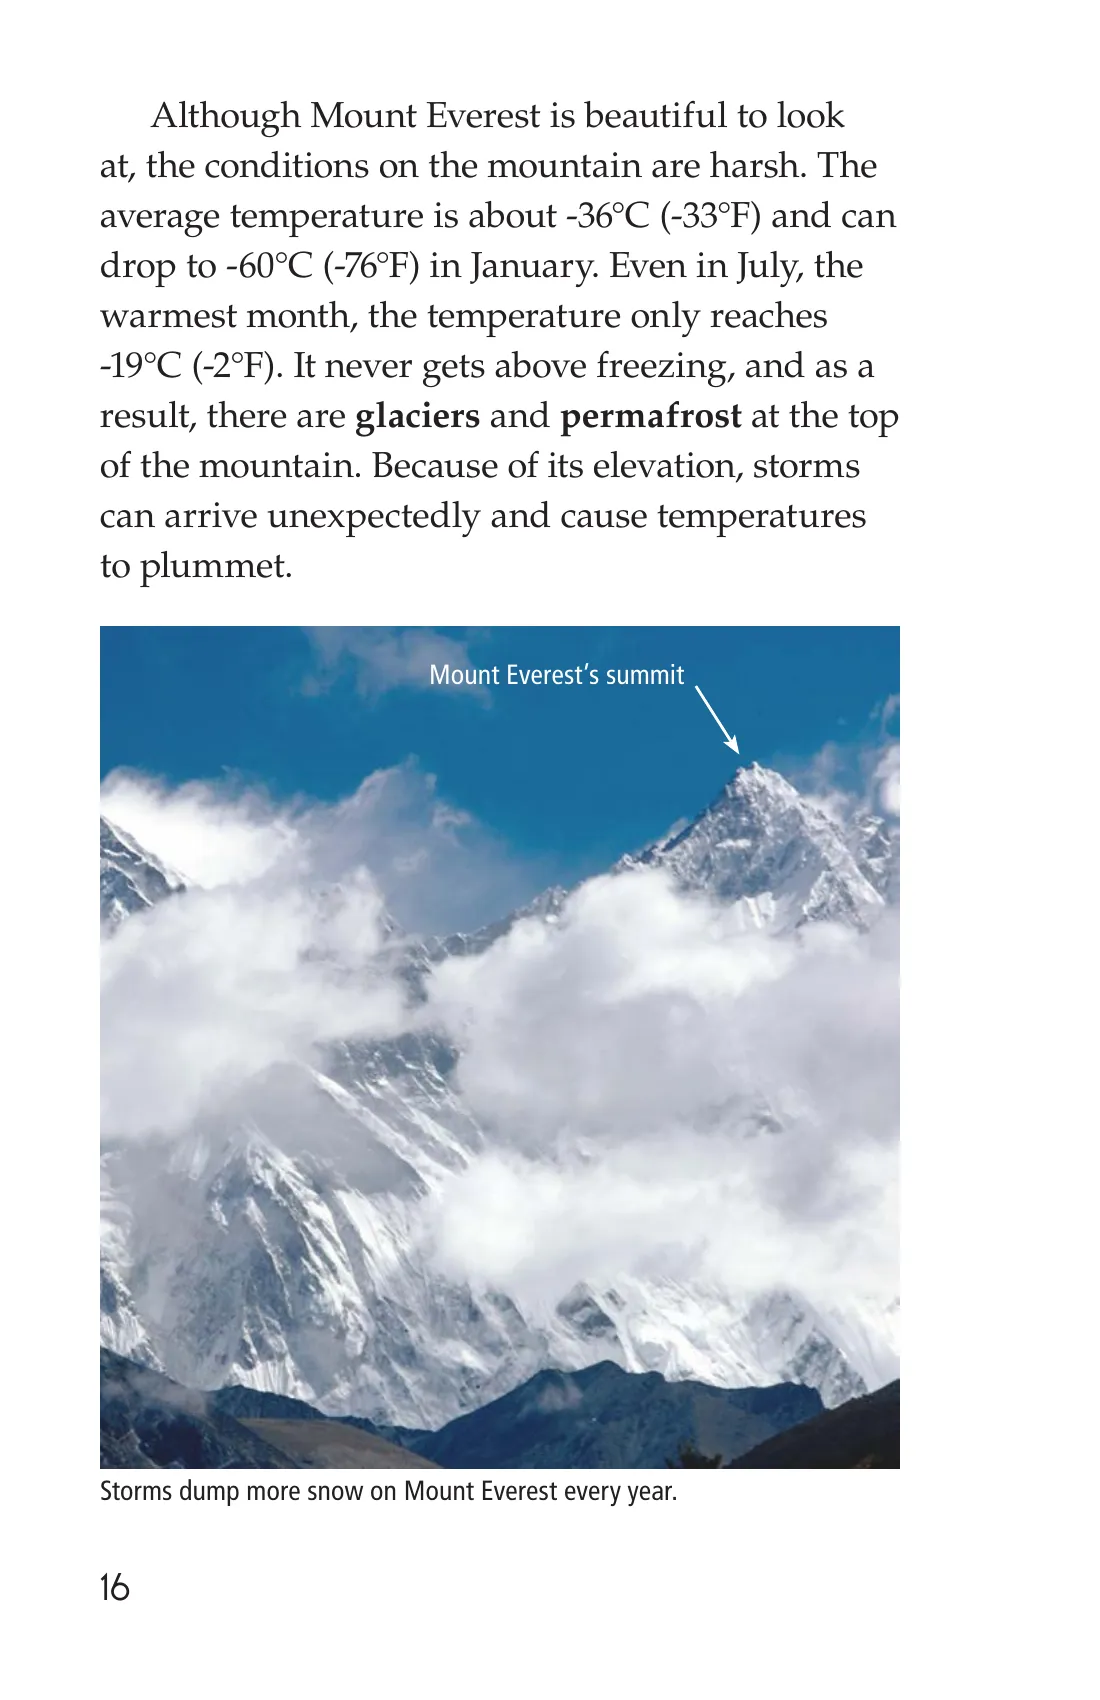 Although Mount Everest is beautiful to look
at, the conditions on the mountain are harsh. The
average temperature is about -36°C (-33°F) and can
drop to -60°C (-76°F) in January. Even in July, the
warmest month, the temperature only reaches
-19°C (-2°F). It never gets above freezing, and as a
result, there are glaciers and permafrost at the top
of the mountain. Because of its elevation, storms
can arrive unexpectedly and cause temperatures
to plummet.
Mount Everest’s summit
Storms dump more snow on Mount Everest every year.
16